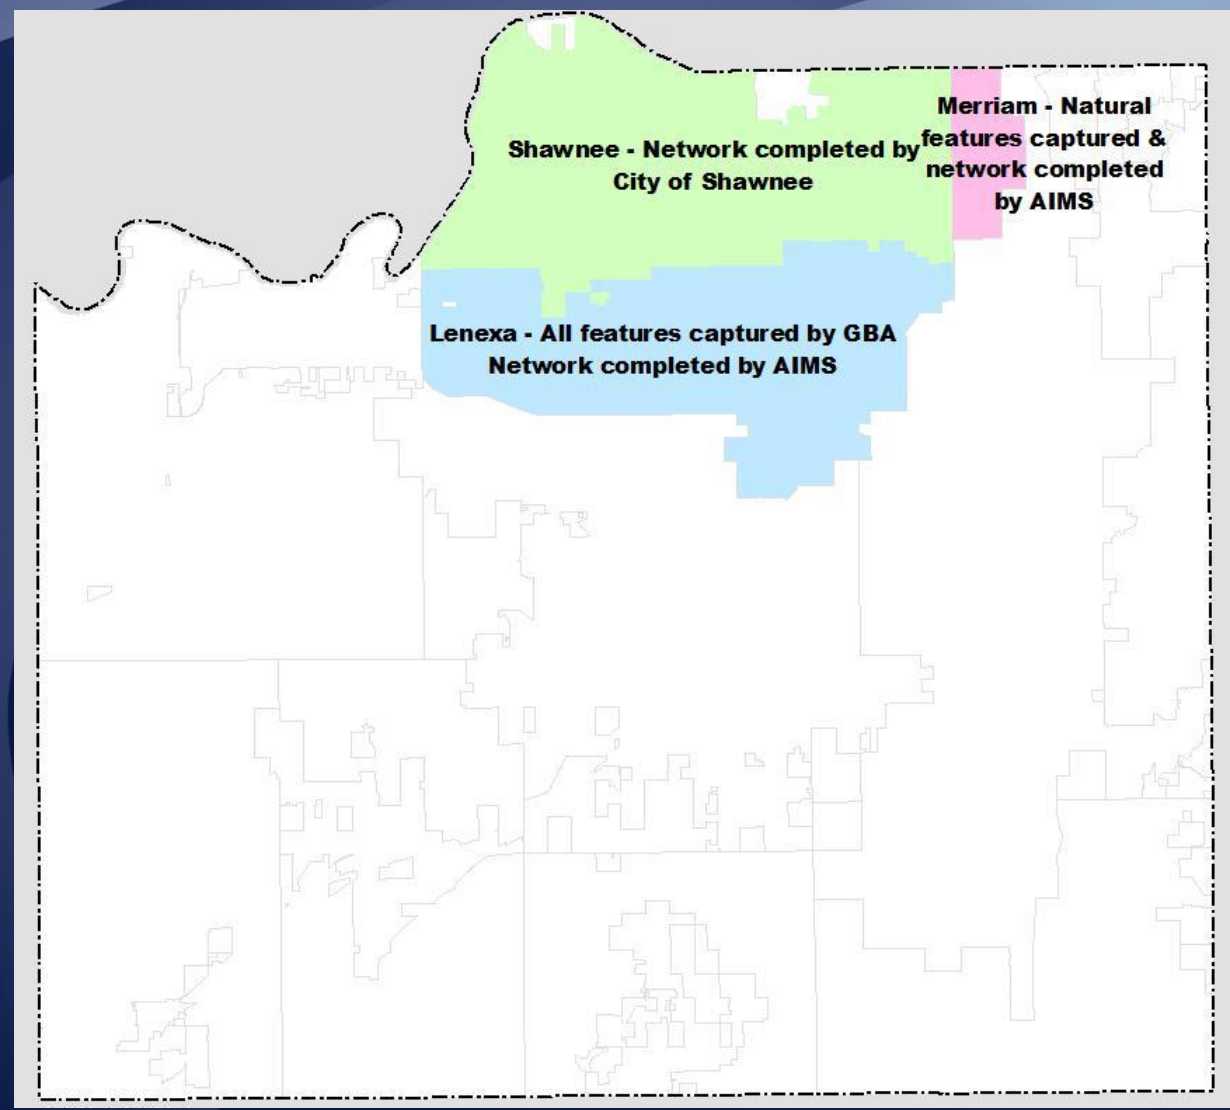 Shawnee - Network completed by
City of Shawnee
Merriam - Natural
features captured &
network completed
by AIMS
Lenexa - All features captured by GBA
Network completed by AIMS